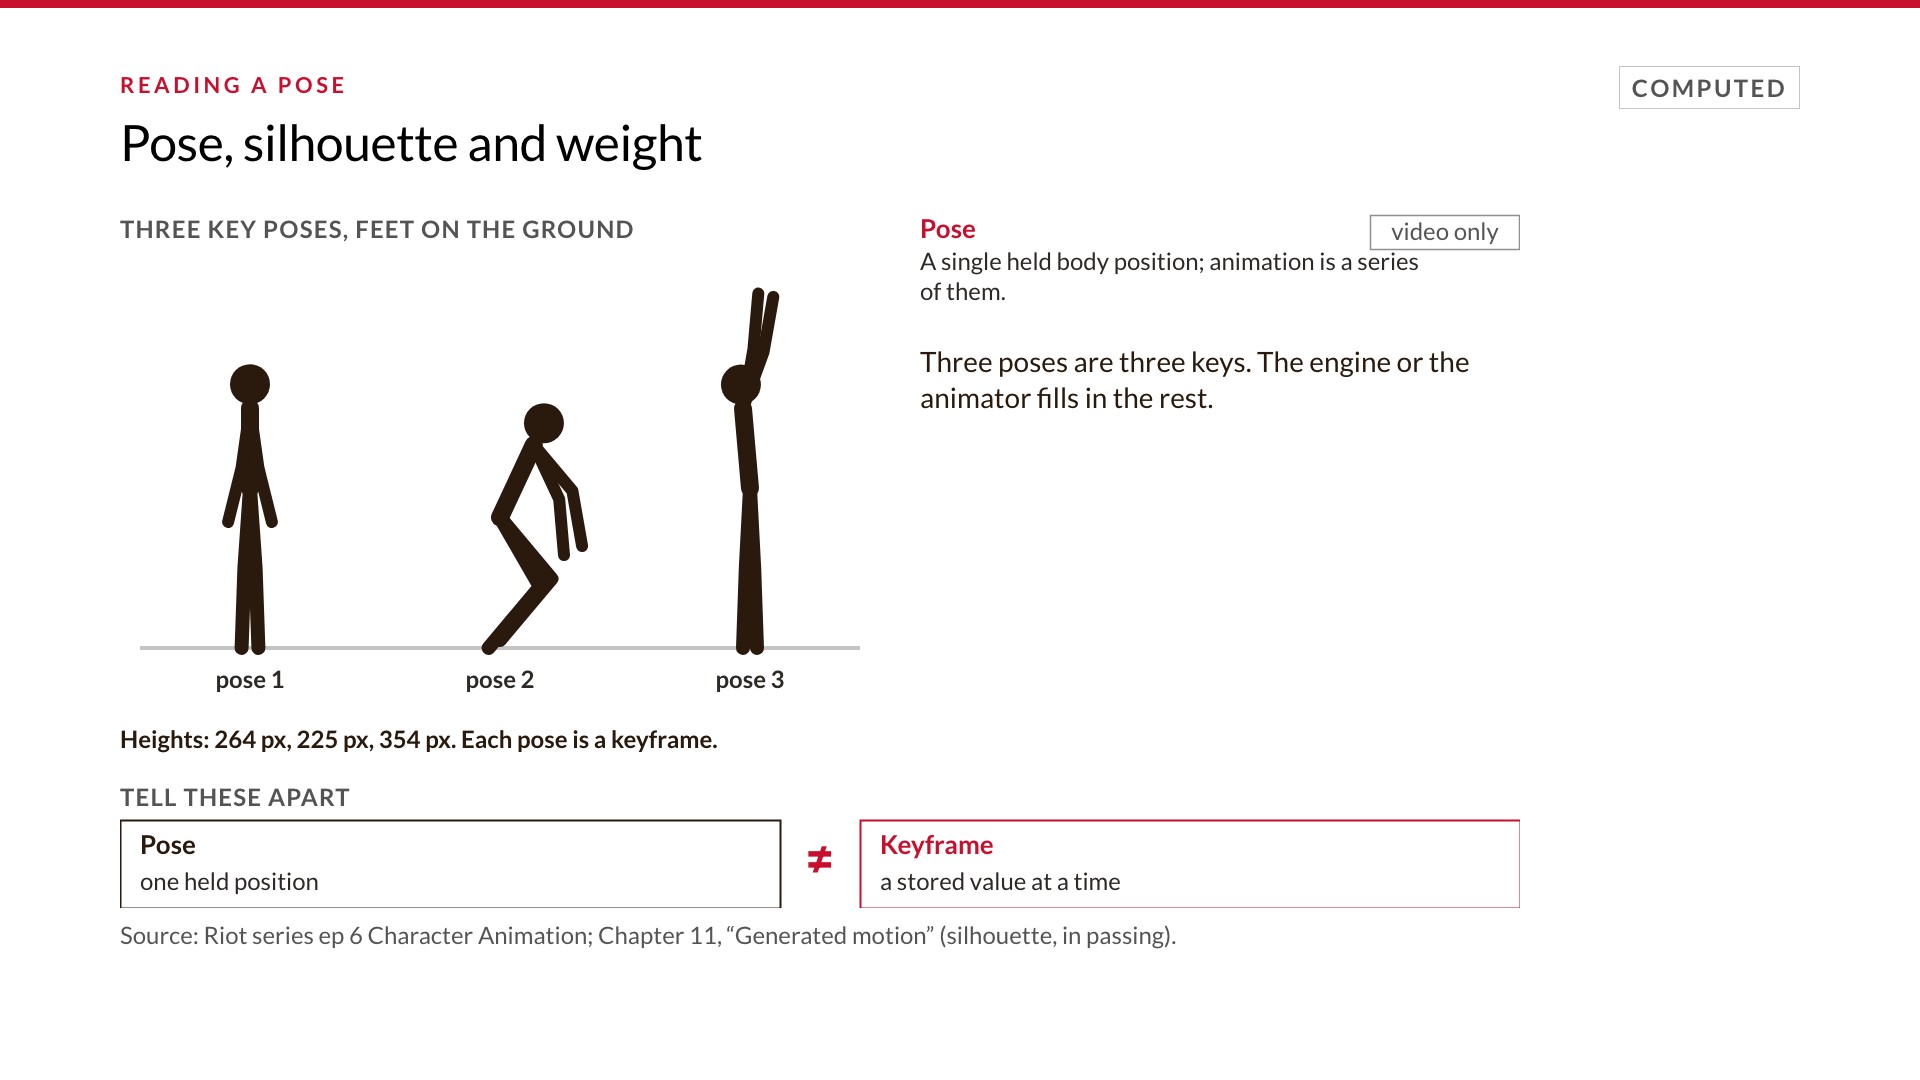 READING A POSE
COMPUTED
Pose, silhouette and weight
THREE KEY POSES, FEET ON THE GROUND
pose 1
pose 2
pose 3
Heights: 264 px, 225 px, 354 px. Each pose is a keyframe.
Pose
video only
A single held body position; animation is a series
of them.
Three poses are three keys. The engine or the
animator fills in the rest.
TELL THESE APART
Pose
one held position
≠
Keyframe
a stored value at a time
Source: Riot series ep 6 Character Animation; Chapter 11, “Generated motion” (silhouette, in passing).